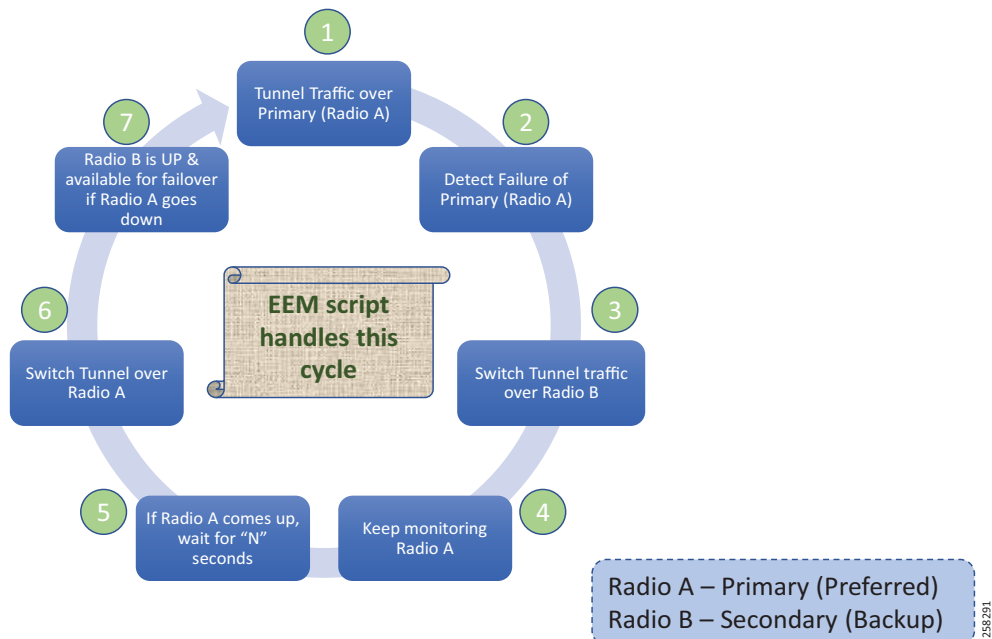 1
Tunnel Traffic over
Primary (Radio A)
2
Detect Failure of
Primary (Radio A)
3
Switch Tunnel traffic
over Radio B
4
Keep monitoring
Radio A
5
If Radio A comes up,
wait for “N”
seconds
6
Switch Tunnel over
Radio A
7
Radio B is UP &
available for failover
if Radio A goes
down
EEM script
handles this
cycle
Radio A – Primary (Preferred)
Radio B – Secondary (Backup)
258291